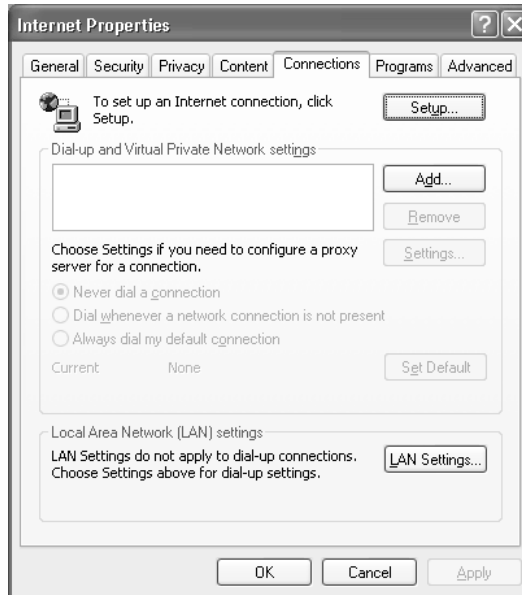 Internet Properties
General Security Privacy Content Connections Programs Advanced
To set up an Internet connection, click
Setup.
Setup...
Dial-up and Virtual Private Network settings
Add...
Remove
Choose Settings if you need to configure a proxy
server for a connection.
Settings...
Never dial a connection
Dial whenever a network connection is not present
Always dial my default connection
Current None
Set Default
Local Area Network (LAN) settings
LAN Settings do not apply to dial-up connections.
Choose Settings above for dial-up settings.
LAN Settings...
OK Cancel Apply